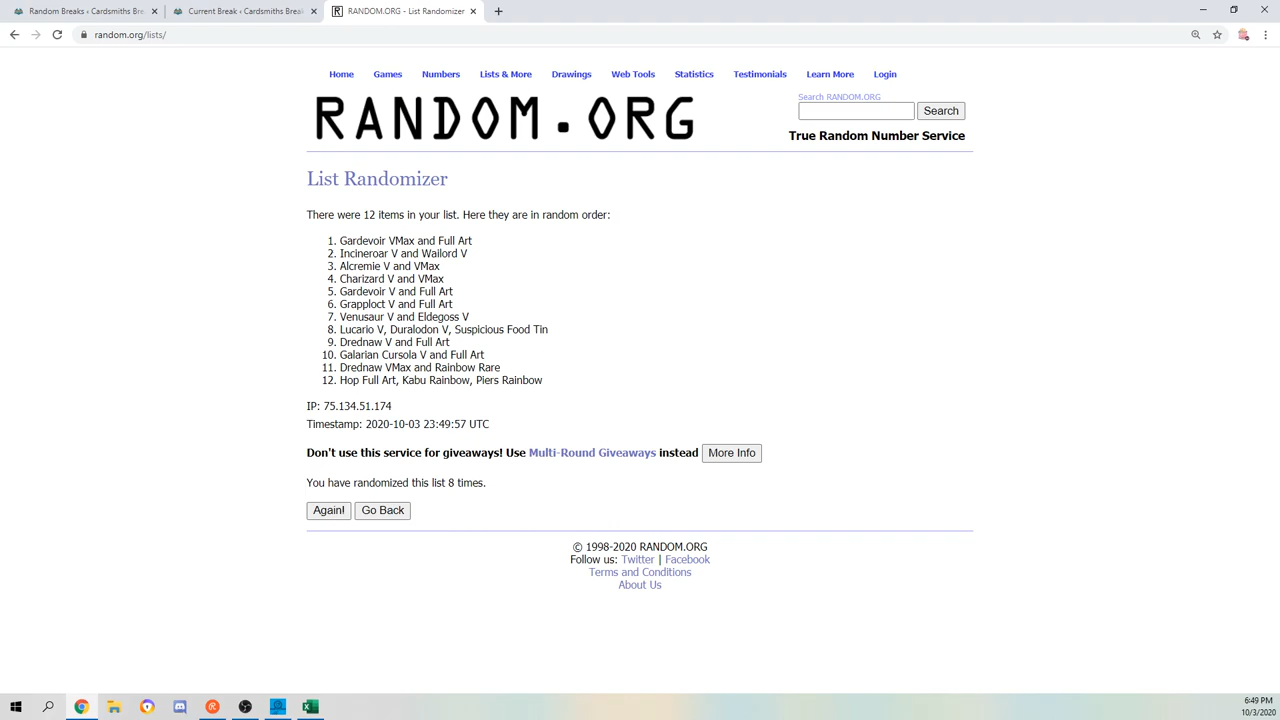 Random Breaks ‹ Cardsmiths Bre
Current Break ‹ Cardsmiths Break
RANDOM.ORG - List Randomizer
random.org/lists/
Home Games Numbers Lists & More Drawings Web Tools Statistics Testimonials Learn More Login
RANDOM.ORG
Search RANDOM.ORG
Search
True Random Number Service
List Randomizer
There were 12 items in your list. Here they are in random order:
1. Gardevoir VMax and Full Art
2. Incineroar V and Wailord V
3. Alcremie V and VMax
4. Charizard V and VMax
5. Gardevoir V and Full Art
6. Grapploct V and Full Art
7. Venusaur V and Eldegoss V
8. Lucario V, Duralodon V, Suspicious Food Tin
9. Drednaw V and Full Art
10. Galarian Cursola V and Full Art
11. Drednaw VMax and Rainbow Rare
12. Hop Full Art, Kabu Rainbow, Piers Rainbow
IP: 75.134.51.174
Timestamp: 2020-10-03 23:49:57 UTC
Don't use this service for giveaways! Use Multi-Round Giveaways instead More Info
You have randomized this list 8 times.
Again! Go Back
© 1998-2020 RANDOM.ORG
Follow us: Twitter | Facebook
Terms and Conditions
About Us
6:49 PM
10/3/2020